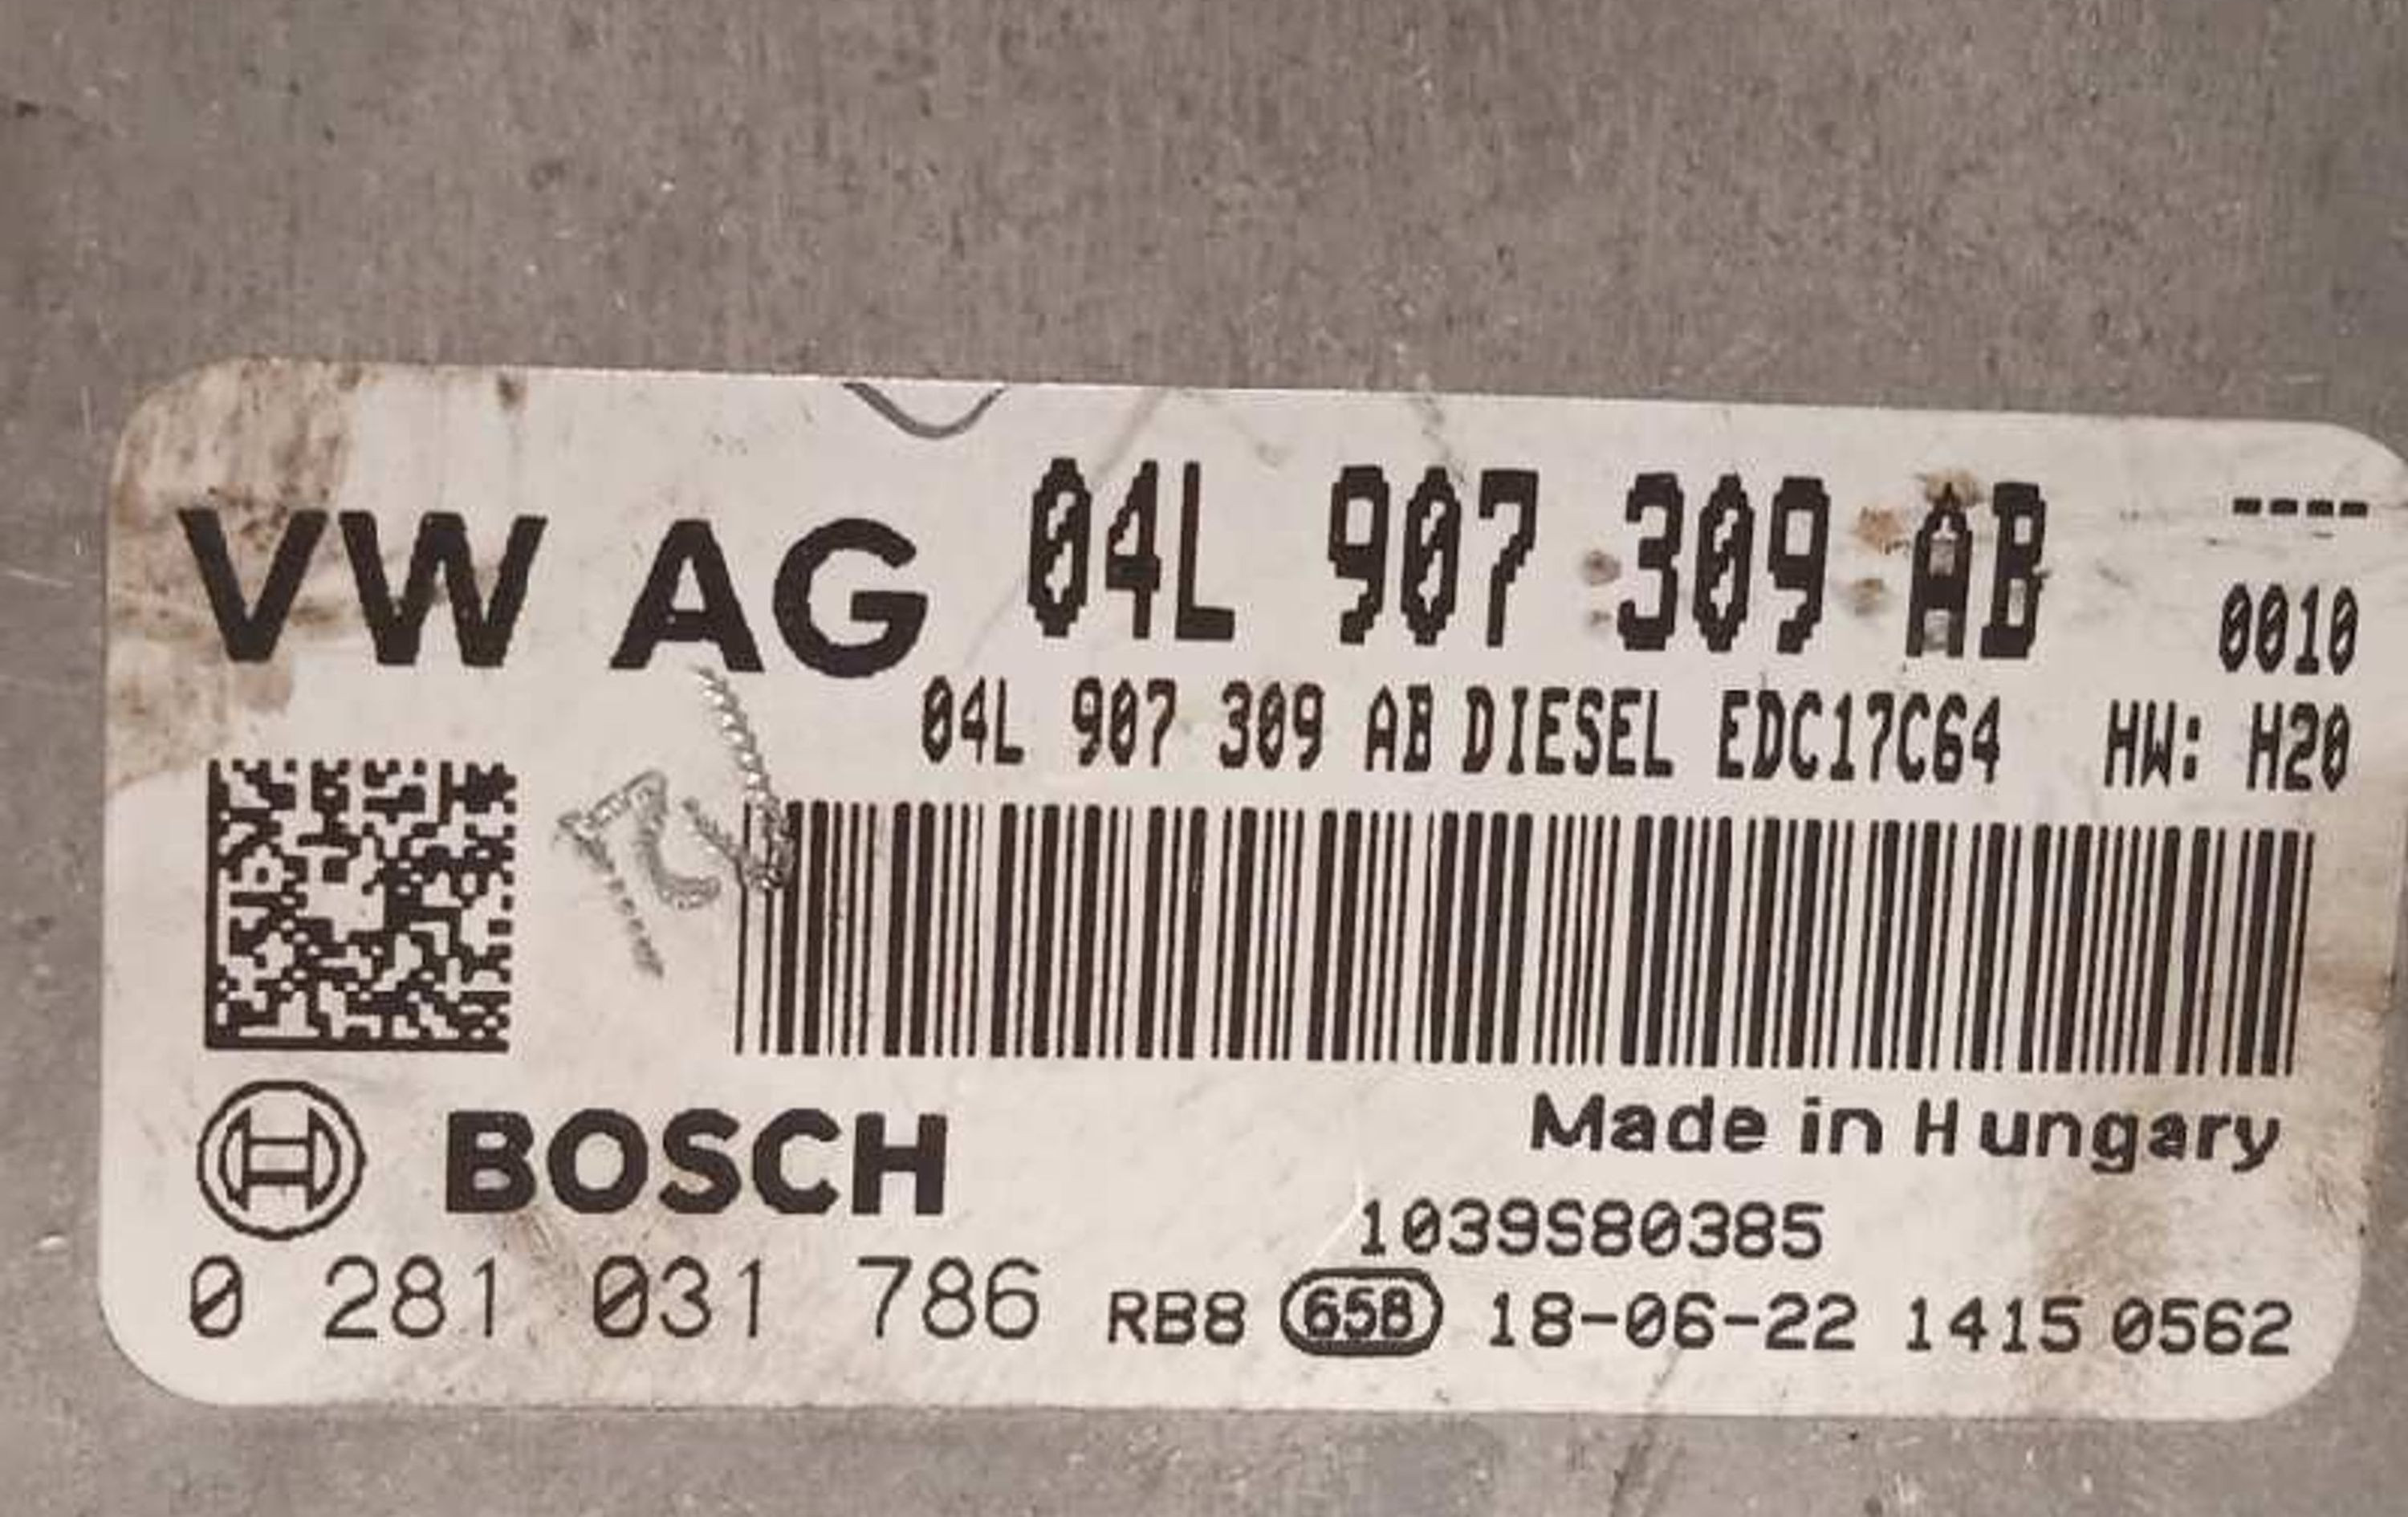 VW AG 04L 907 309 AB ----
0010
04L 907 309 AB DIESEL EDC17C64 HW: H20
BOSCH
Made in Hungary
1039S80385
0 281 031 786 RB8 658 18-06-22 1415 0562